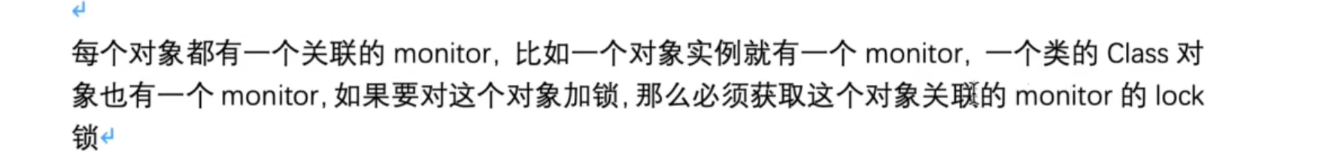 每个对象都有一个关联的 monitor, 比如一个对象实例就有一个 monitor, 一个类的 Class 对
象也有一个 monitor, 如果要对这个对象加锁, 那么必须获取这个对象关联的 monitor 的 lock
锁